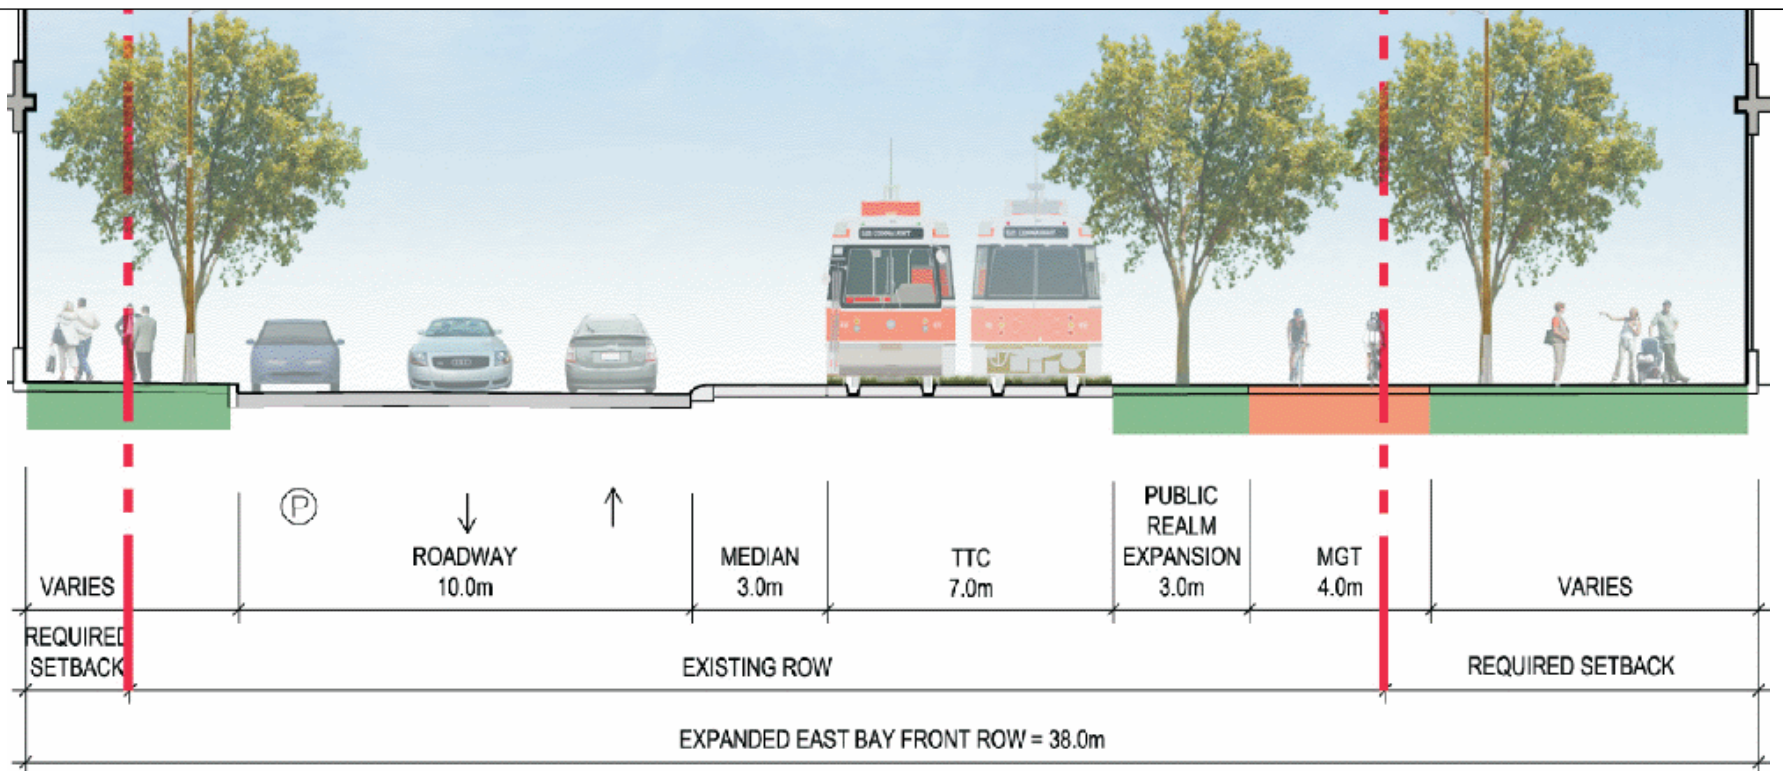 Ⓟ
↓
↑
VARIES
ROADWAY
10.0m
MEDIAN
3.0m
TTC
7.0m
PUBLIC
REALM
EXPANSION
3.0m
MGT
4.0m
VARIES
REQUIRED
SETBACK
EXISTING ROW
REQUIRED SETBACK
EXPANDED EAST BAY FRONT ROW = 38.0m